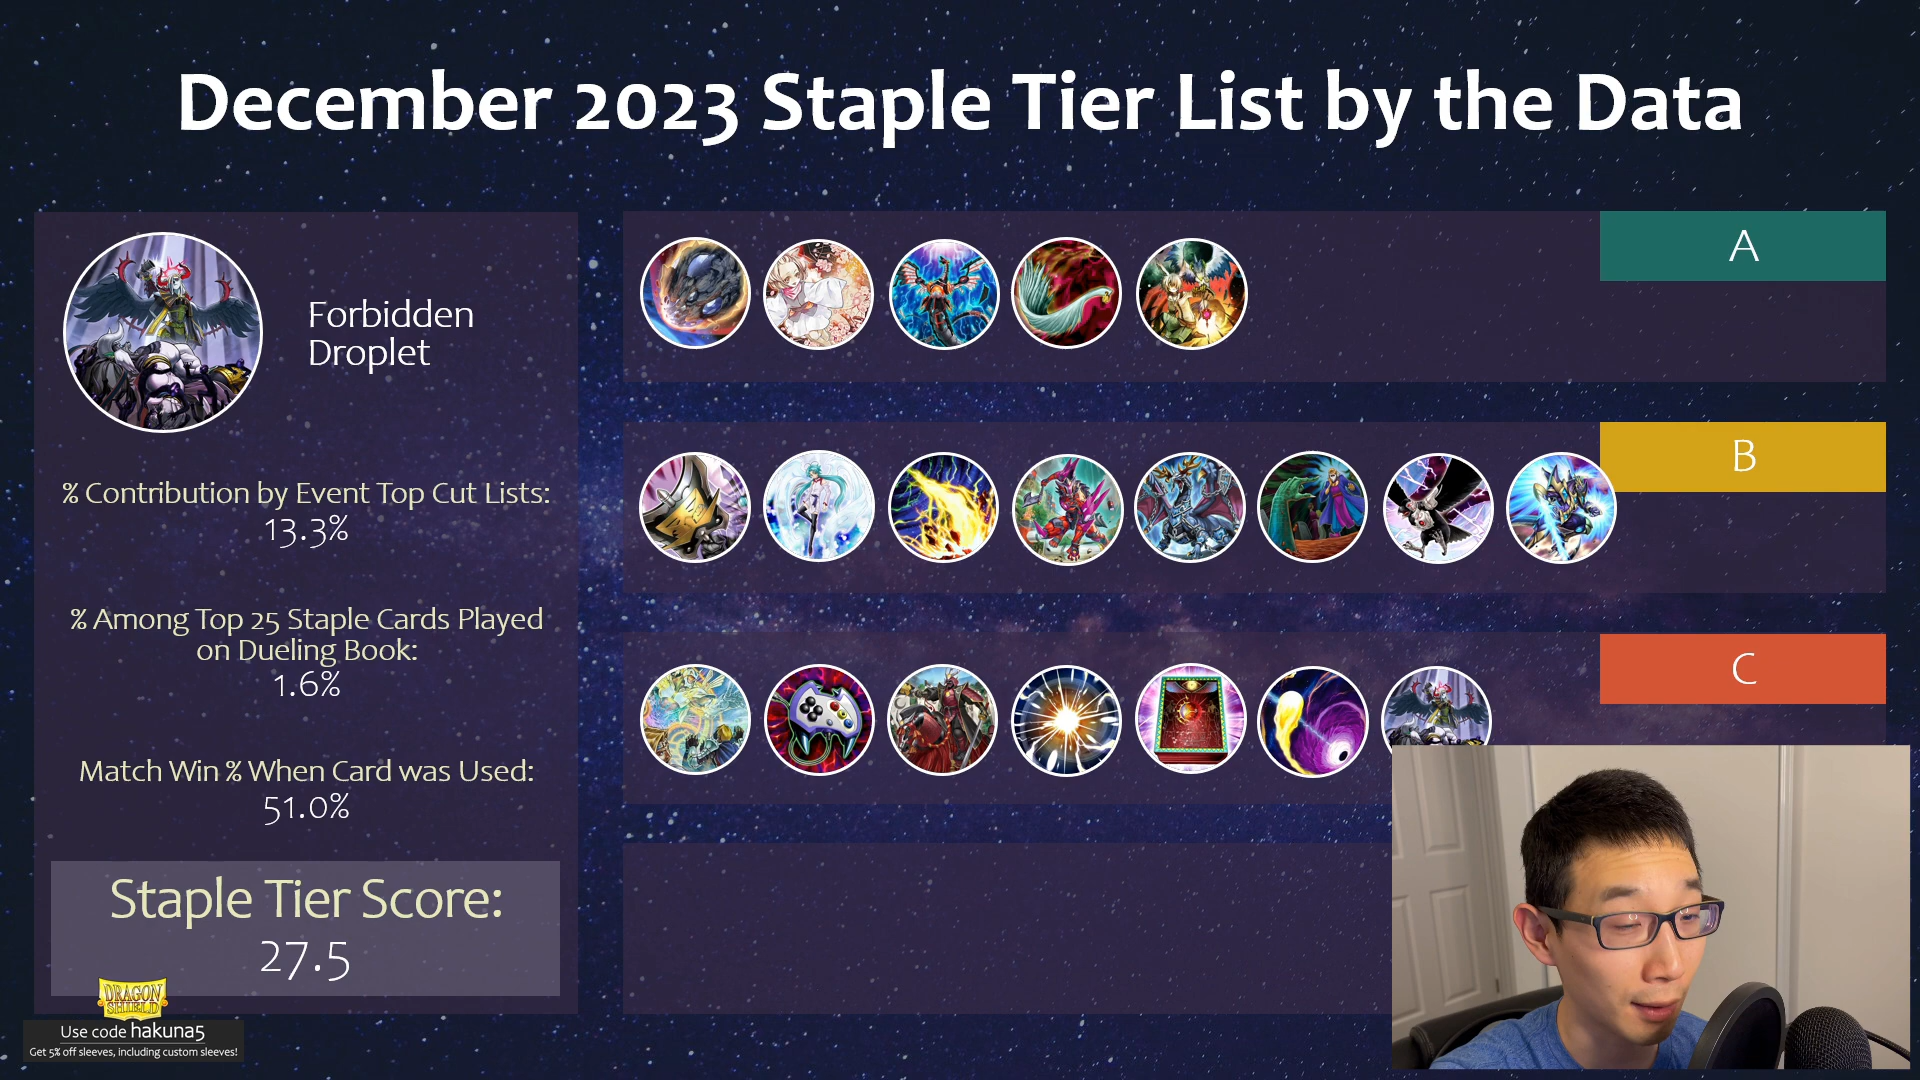 December 2023 Staple Tier List by the Data
Forbidden
Droplet
% Contribution by Event Top Cut Lists:
13.3%
% Among Top 25 Staple Cards Played
on Dueling Book:
1.6%
Match Win % When Card was Used:
51.0%
Staple Tier Score:
27.5
DRAGON
SHIELD
Use code hakuna5
Get 5% off sleeves, including custom sleeves!
A
B
C